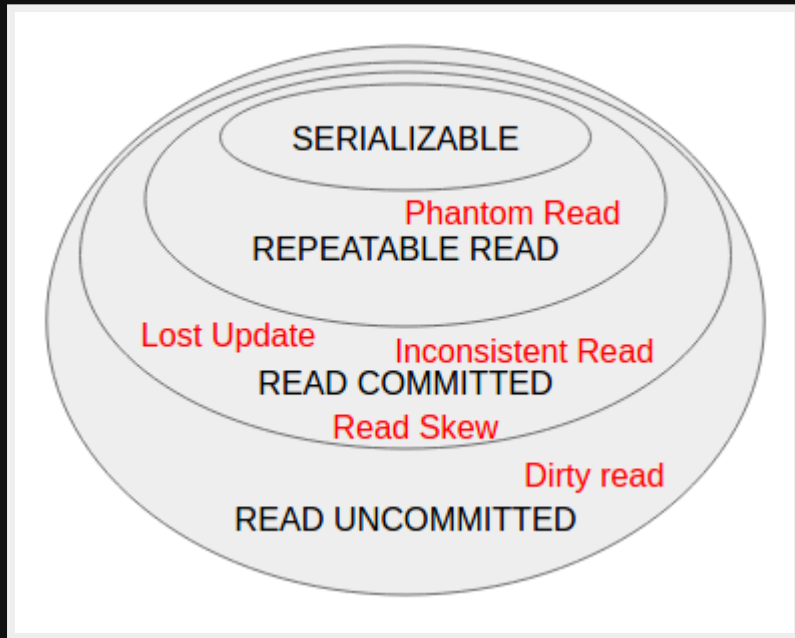 SERIALIZABLE
Phantom Read
REPEATABLE READ
Lost Update
Inconsistent Read
READ COMMITTED
Read Skew
Dirty read
READ UNCOMMITTED